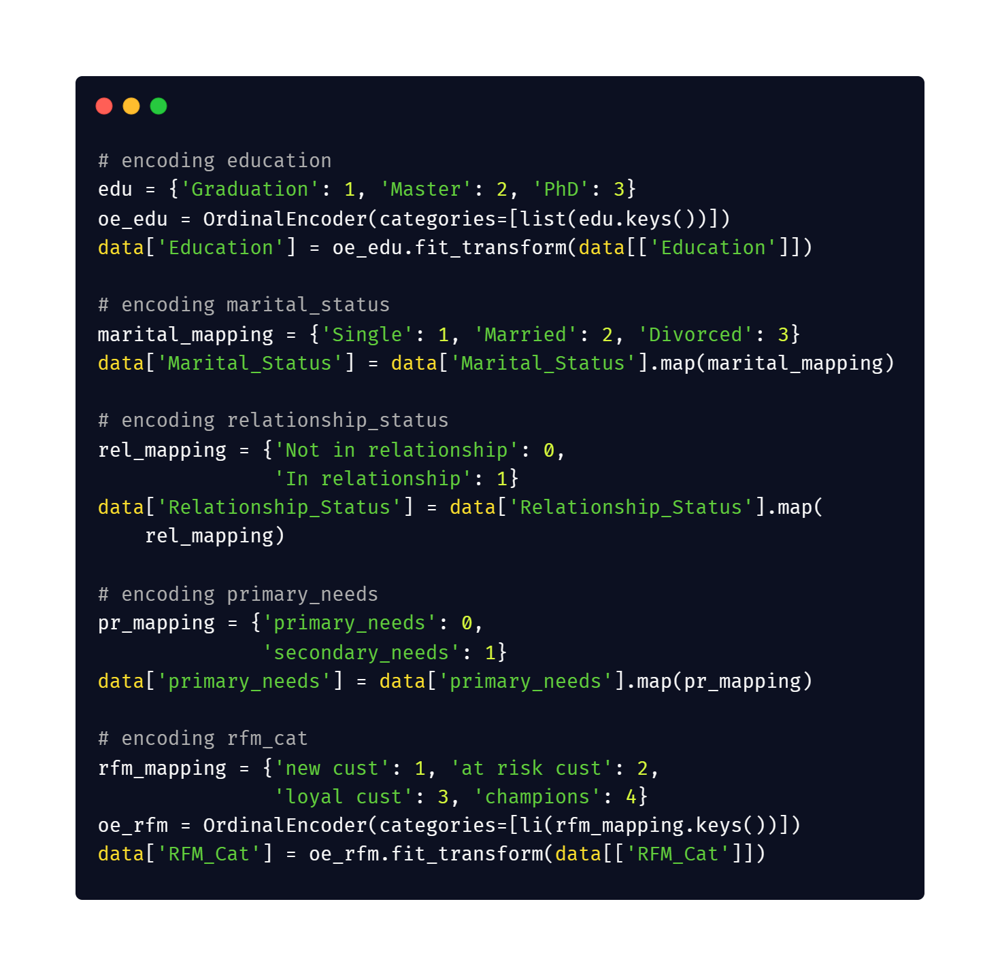 # encoding education
edu = {'Graduation': 1, 'Master': 2, 'PhD': 3}
oe_edu = OrdinalEncoder(categories=[list(edu.keys())])
data['Education'] = oe_edu.fit_transform(data[['Education']])

# encoding marital_status
marital_mapping = {'Single': 1, 'Married': 2, 'Divorced': 3}
data['Marital_Status'] = data['Marital_Status'].map(marital_mapping)

# encoding relationship_status
rel_mapping = {'Not in relationship': 0,
               'In relationship': 1}
data['Relationship_Status'] = data['Relationship_Status'].map(
    rel_mapping)

# encoding primary_needs
pr_mapping = {'primary_needs': 0,
              'secondary_needs': 1}
data['primary_needs'] = data['primary_needs'].map(pr_mapping)

# encoding rfm_cat
rfm_mapping = {'new cust': 1, 'at risk cust': 2,
               'loyal cust': 3, 'champions': 4}
oe_rfm = OrdinalEncoder(categories=[li(rfm_mapping.keys())])
data['RFM_Cat'] = oe_rfm.fit_transform(data[['RFM_Cat']])